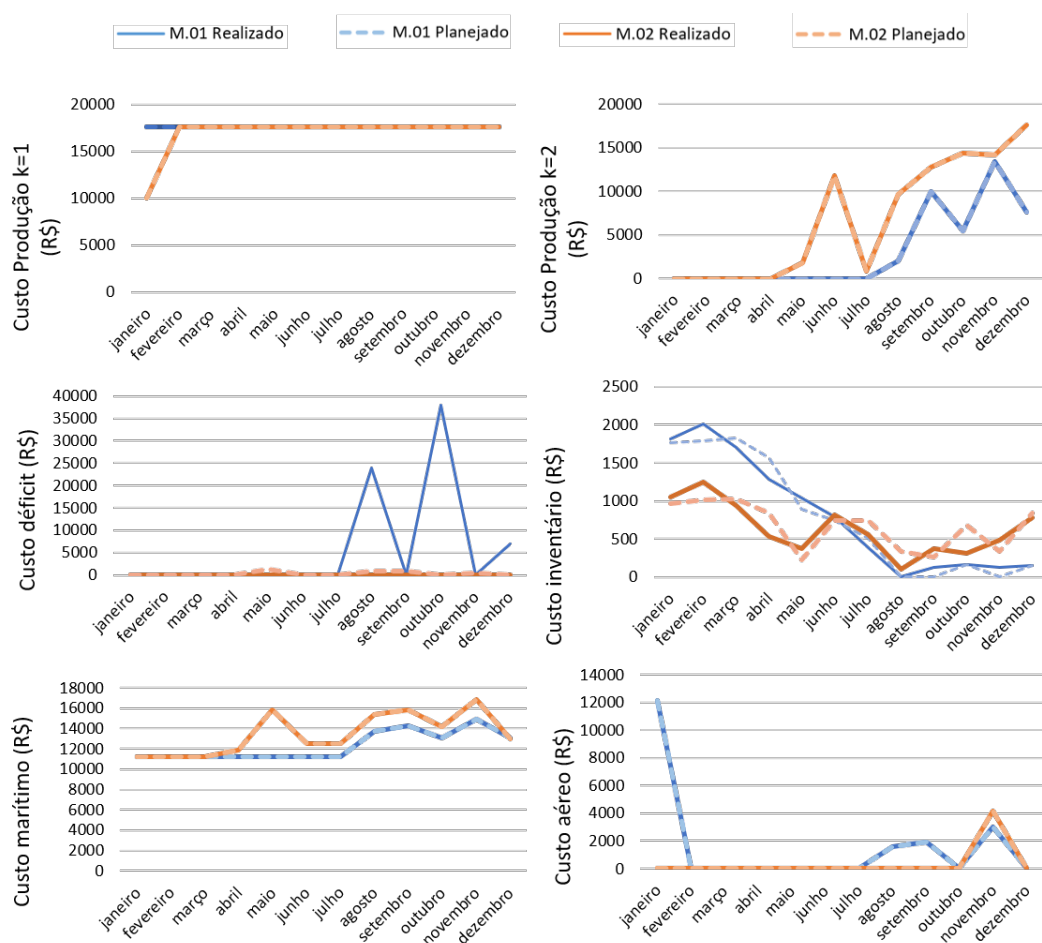 M.01 Realizado
M.01 Planejado
M.02 Realizado
M.02 Planejado
Custo Produção k=1
(R$)
20000
15000
10000
5000
0
janeiro
fevereiro
março
abril
maio
junho
julho
agosto
setembro
outubro
novembro
dezembro
Custo Produção k=2
(R$)
20000
15000
10000
5000
0
janeiro
fevereiro
março
abril
maio
junho
julho
agosto
setembro
outubro
novembro
dezembro
Custo déficit (R$)
40000
35000
30000
25000
20000
15000
10000
5000
0
janeiro
fevereiro
março
abril
maio
junho
julho
agosto
setembro
outubro
novembro
dezembro
Custo inventário (R$)
2500
2000
1500
1000
500
0
janeiro
fevereiro
março
abril
maio
junho
julho
agosto
setembro
outubro
novembro
dezembro
Custo marítimo (R$)
18000
16000
14000
12000
10000
8000
6000
4000
2000
0
janeiro
fevereiro
março
abril
maio
junho
julho
agosto
setembro
outubro
novembro
dezembro
Custo aéreo (R$)
14000
12000
10000
8000
6000
4000
2000
0
janeiro
fevereiro
março
abril
maio
junho
julho
agosto
setembro
outubro
novembro
dezembro